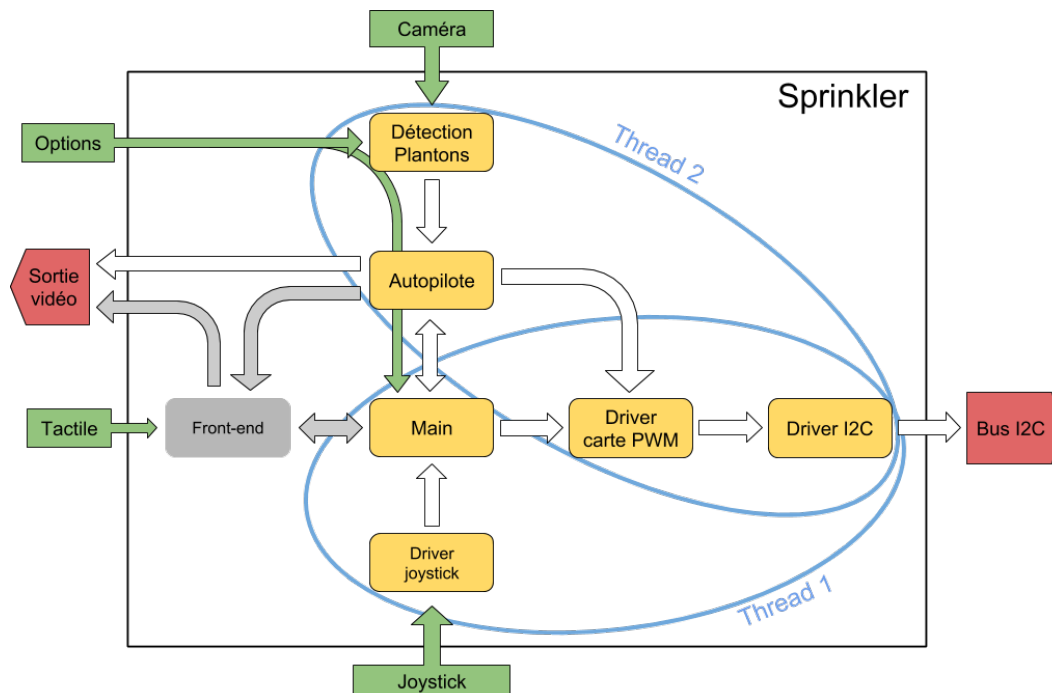 Caméra
Sprinkler
Options
Détection
Plantons
Thread 2
Sortie
vidéo
Autopilote
Tactile
Front-end
Main
Driver
carte PWM
Driver I2C
Bus I2C
Driver
joystick
Thread 1
Joystick